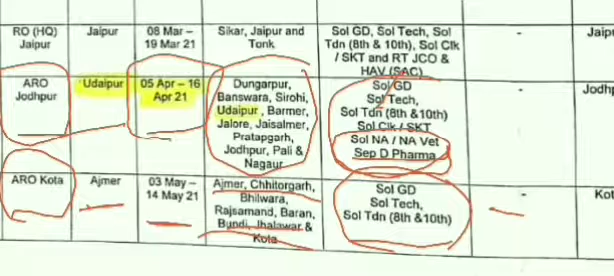 RO (HQ)
Jaipur
Jaipur
08 Mar –
19 Mar 21
Sikar, Jaipur and
Tonk
Sol GD, Sol Tech, Sol
Tdn (8th & 10th), Sol Clk
/ SKT and RT JCO &
HAV (SAC)
-
Jaip
ARO
Jodhpur
Udaipur
05 Apr – 16
Apr 21
Dungarpur,
Banswara, Sirohi,
Udaipur , Barmer,
Jalore, Jaisalmer,
Pratapgarh,
Jodhpur, Pali &
Nagaur
Sol GD
Sol Tech,
Sol Tdn (8th &10th)
Sol Clk / SKT
Sol NA / NA Vet
Sep D Pharma
-
Jodhp
ARO Kota
Ajmer
03 May –
14 May 21
Ajmer, Chhitorgarh,
Bhilwara,
Rajsamand, Baran,
Bundi, Jhalawar &
Kota
Sol GD
Sol Tech,
Sol Tdn (8th &10th)
-
Kot